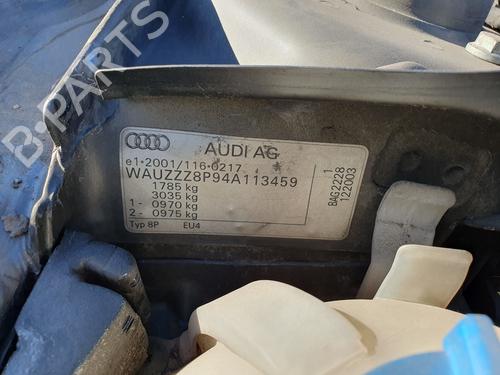 B-PARTS
AUDI AG
e1*2001/116*0217
WAUZZZ8P94A113459
1785 kg
3035 kg
1 - 0970 kg
2 - 0975 kg
Typ 8P EU4
1
BAG2228
122003